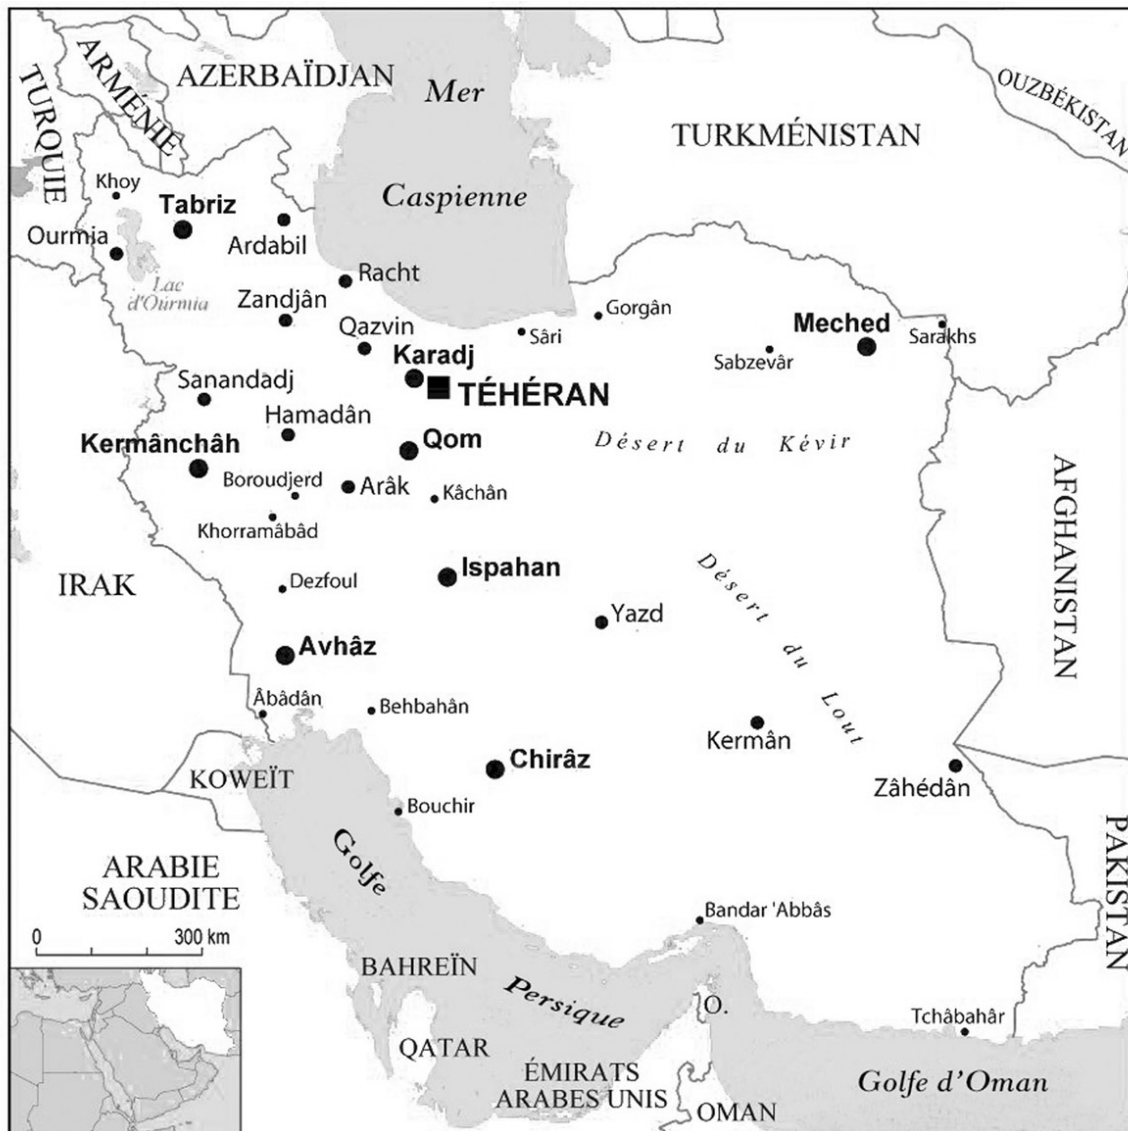 TURQUIE
ARMÉNIÉ
AZERBAÏDJAN
Mer
Caspienne
TURKMÉNISTAN
OUZBÉKISTAN
Khoy
Tabriz
Ourmia
Ardabil
Lac
d'Ourmia
Racht
Zandjân
Qazvin
Sâri
Gorgân
Meched
Sarakhs
Sabzevâr
Karadj
TÉHÉRAN
Sanandadj
Hamadân
Kermânchâh
Qom
Désert du Kévir
Boroudjerd
Arâk
Kâchân
Khorramâbâd
AFGHANISTAN
IRAK
Dezfoul
Ispahan
Désert du Lout
Yazd
Avhâz
Âbâdân
Behbahân
Kermân
KOWEÏT
Chirâz
Zâhédân
Bouchir
Golfe
Persique
PAKISTAN
ARABIE
SAOUDITE
0 300 km
Bandar 'Abbâs
BAHREÏN
O.
Tchâbahâr
QATAR
ÉMIRATS
ARABES UNIS
OMAN
Golfe d'Oman